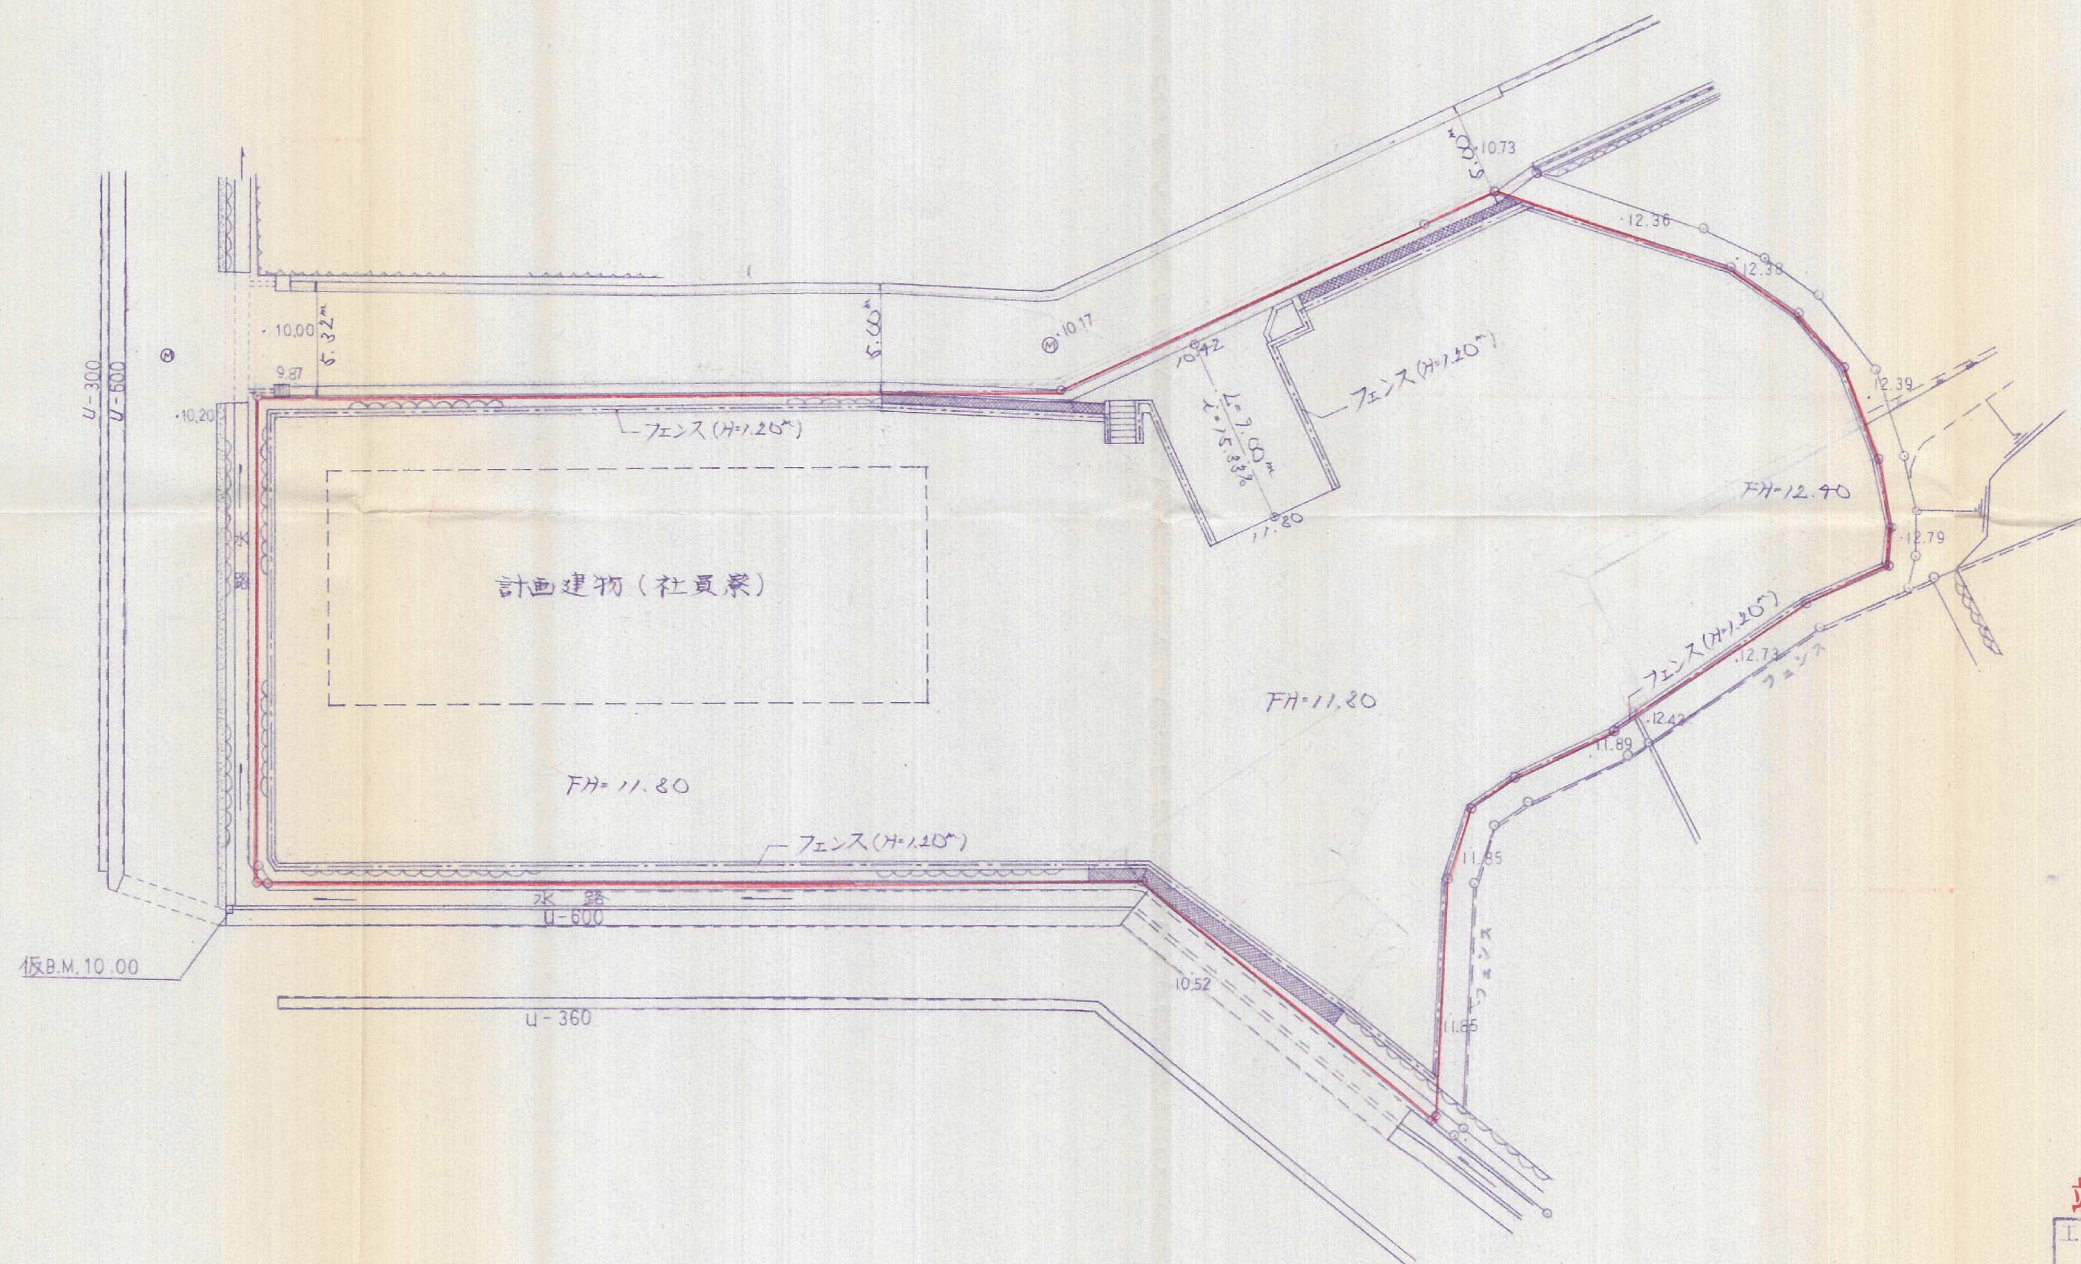 5.00m
10.73
12.36
12.38
U-300
U-600
10.00
5.32m
5.00m
M
10.17
9.87
10.20
10.42
L=7.00m
i=15.33%
フェンス(H=1.20m)
フェンス(H=1.20m)
12.39
FH=12.40
11.80
12.79
水路
計画建物(社員寮)
フェンス(H=1.20m)
12.73
フェンス
12.42
11.89
FH=11.80
FH=11.80
フェンス(H=1.20m)
11.85
水路
U-600
仮B.M.10.00
10.52
フェンス
U-360
11.85
工